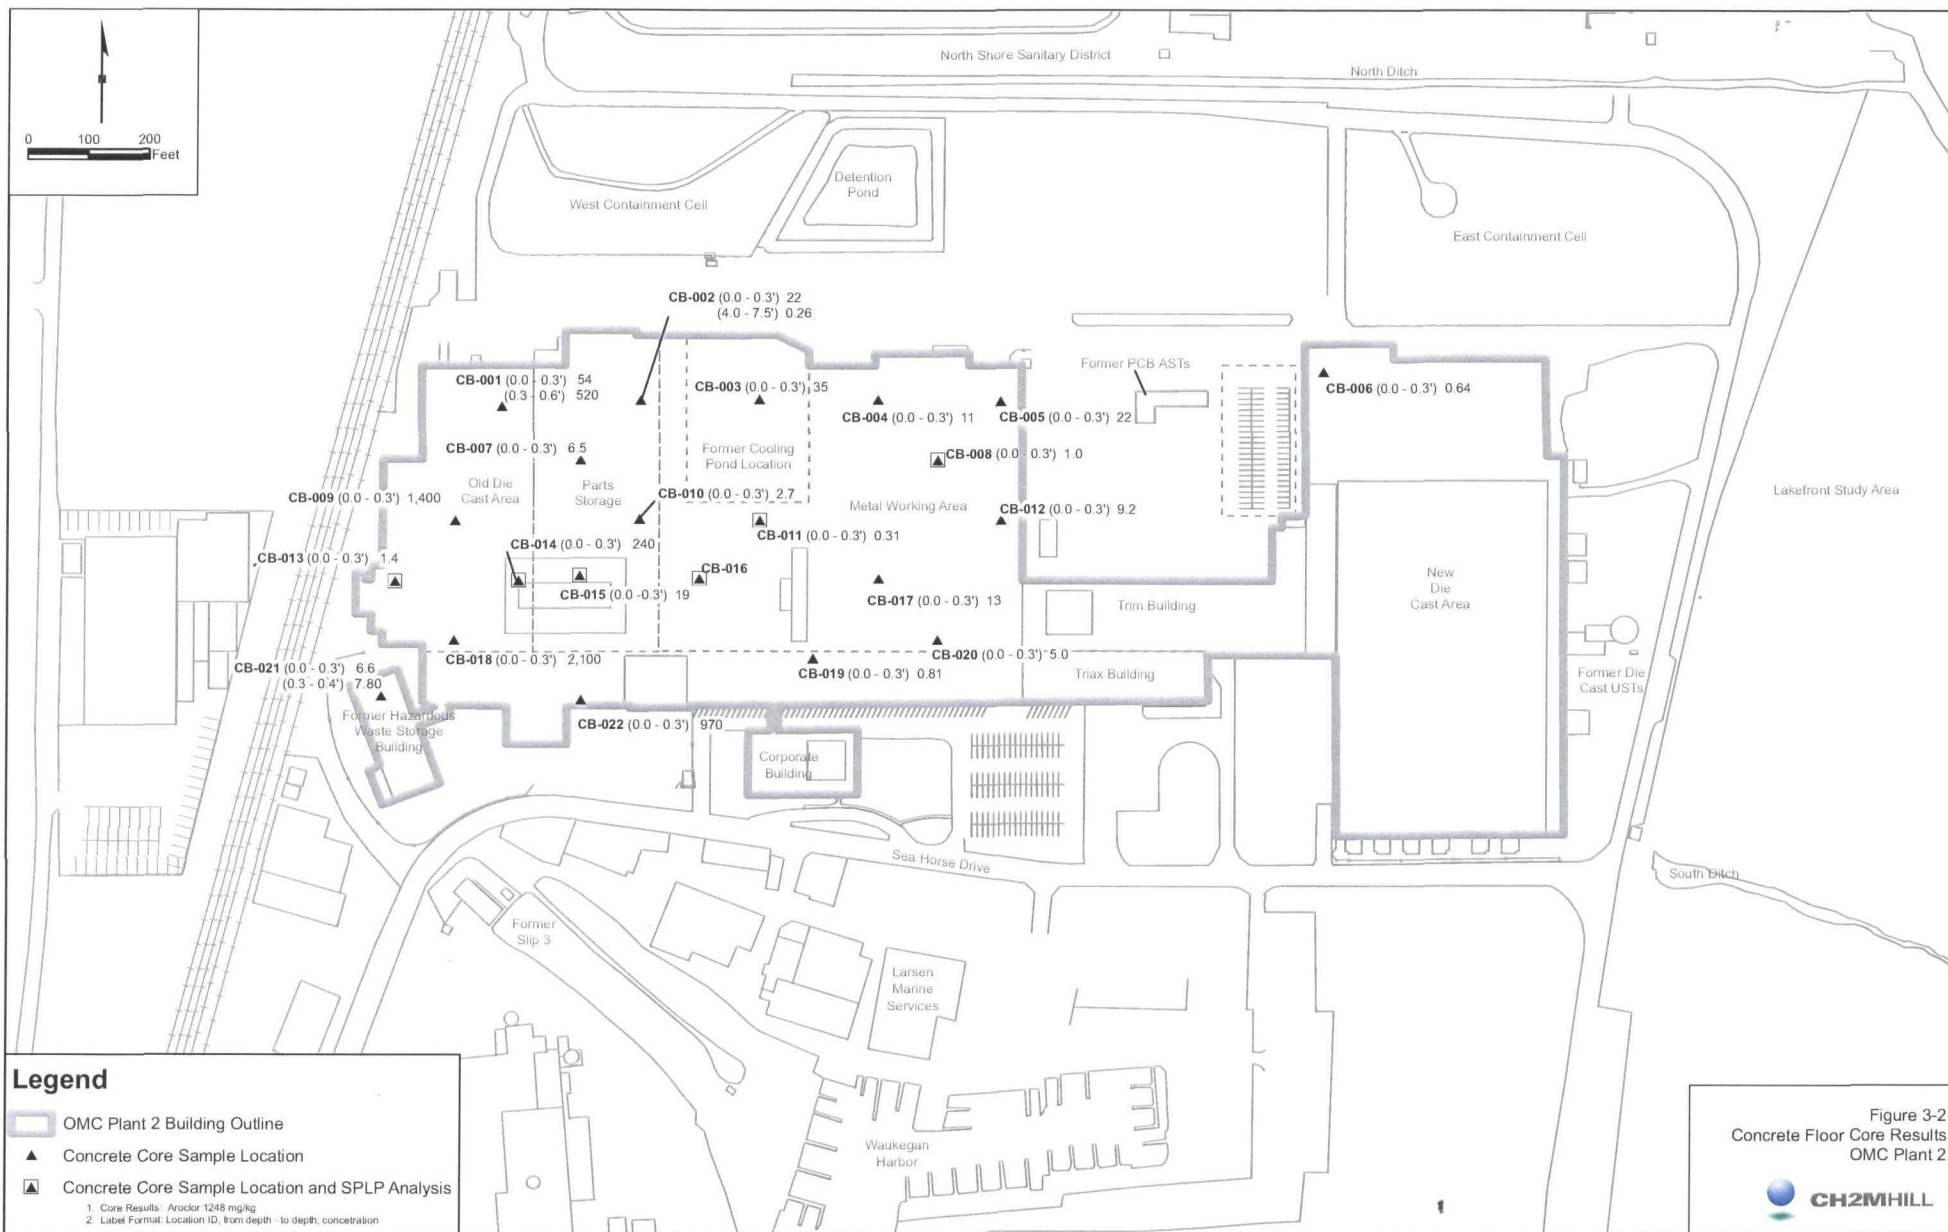 0 100 200
Feet
North Shore Sanitary District
North Ditch
West Containment Cell
Detention
Pond
East Containment Cell
CB-002 (0.0 - 0.3') 22
(4.0 - 7.5') 0.26
Former PCB ASTs
CB-001 (0.0 - 0.3') 54
(0.3 - 0.6') 520
CB-003 (0.0 - 0.3') 35
CB-004 (0.0 - 0.3') 11
CB-005 (0.0 - 0.3') 22
CB-006 (0.0 - 0.3') 0.64
CB-007 (0.0 - 0.3') 6.5
Former Cooling
Pond Location
CB-008 (0.0 - 0.3') 1.0
Old Die
Cast Area
Parts
Storage
CB-009 (0.0 - 0.3') 1,400
CB-010 (0.0 - 0.3') 2.7
Metal Working Area
Lakefront Study Area
CB-012 (0.0 - 0.3') 9.2
CB-011 (0.0 - 0.3') 0.31
CB-014 (0.0 - 0.3') 240
CB-013 (0.0 - 0.3') 1.4
CB-016
CB-015 (0.0 -0.3') 19
CB-017 (0.0 - 0.3') 13
New
Die
Cast Area
Trim Building
CB-018 (0.0 - 0.3') 2,100
CB-020 (0.0 - 0.3') 5.0
CB-021 (0.0 - 0.3') 6.6
(0.3 - 0.4') 7.80
CB-019 (0.0 - 0.3') 0.81
Triax Building
Former Die
Cast USTs
Former Hazardous
Waste Storage
Building
CB-022 (0.0 - 0.3') 970
Corporate
Building
Sea Horse Drive
South Ditch
Former
Slip 3
Larsen
Marine
Services
Waukegan
Harbor
Legend
OMC Plant 2 Building Outline
Concrete Core Sample Location
Concrete Core Sample Location and SPLP Analysis
1. Core Results: Aroclor 1248 mg/kg
2. Label Format: Location ID, from depth - to depth, concetration
Figure 3-2
Concrete Floor Core Results
OMC Plant 2
CH2MHILL